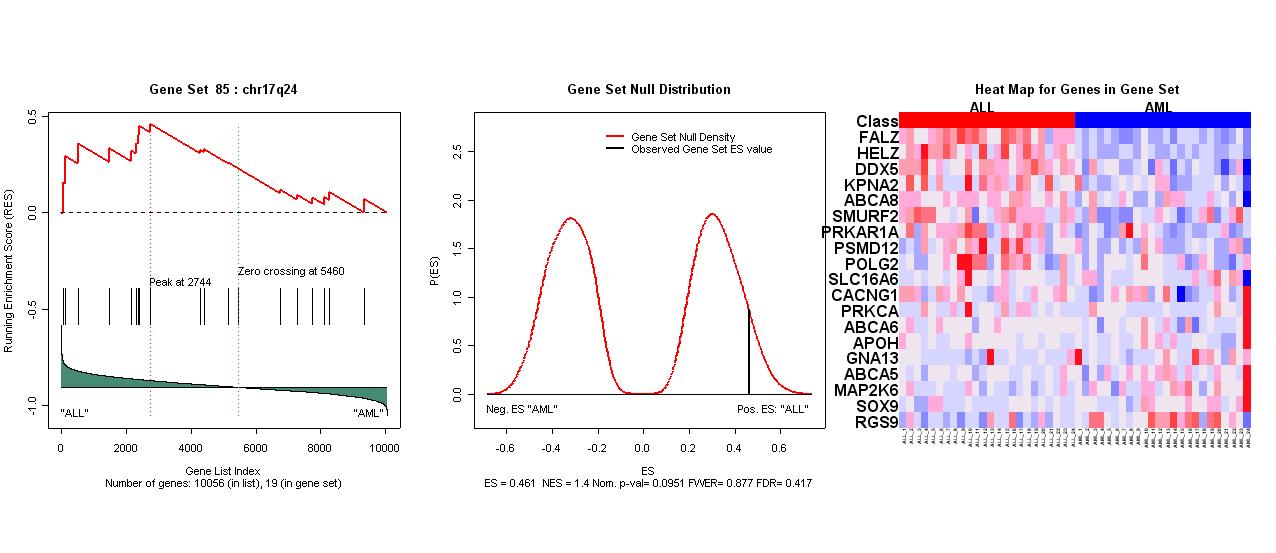 Gene Set 85 : chr17q24
Running Enrichment Score (RES)
0.5
0.0
-0.5
-1.0
Peak at 2744
Zero crossing at 5460
"ALL"
"AML"
0 2000 4000 6000 8000 10000
Gene List Index
Number of genes: 10056 (in list), 19 (in gene set)
Gene Set Null Distribution
P(ES)
2.5
2.0
1.5
1.0
0.5
0.0
Gene Set Null Density
Observed Gene Set ES value
Neg. ES "AML"
Pos. ES: "ALL"
-0.6 -0.4 -0.2 0.0 0.2 0.4 0.6
ES
ES = 0.461 NES = 1.4 Nom. p-val= 0.0951 FWER= 0.877 FDR= 0.417
Heat Map for Genes in Gene Set
ALL AML
Class
FALZ
HELZ
DDX5
KPNA2
ABCA8
SMURF2
PRKAR1A
PSMD12
POLG2
SLC16A6
CACNG1
PRKCA
ABCA6
APOH
GNA13
ABCA5
MAP2K6
SOX9
RGS9